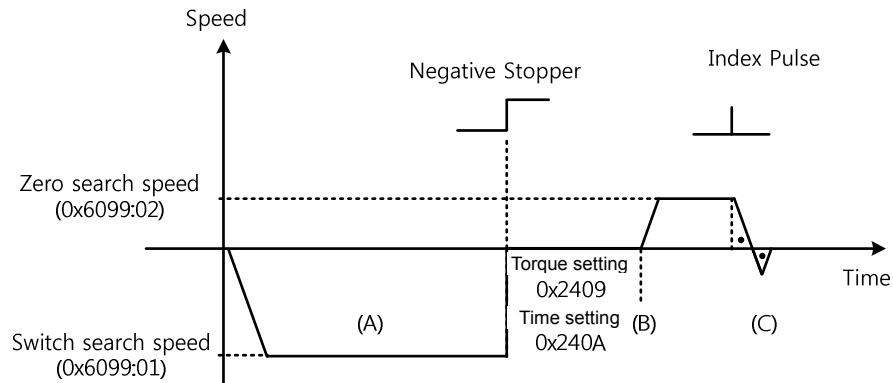 Speed
Negative Stopper
Index Pulse
Zero search speed
(0x6099:02)
Time
Torque setting
0x2409
Time setting
0x240A
(A)
(B)
(C)
Switch search speed
(0x6099:01)